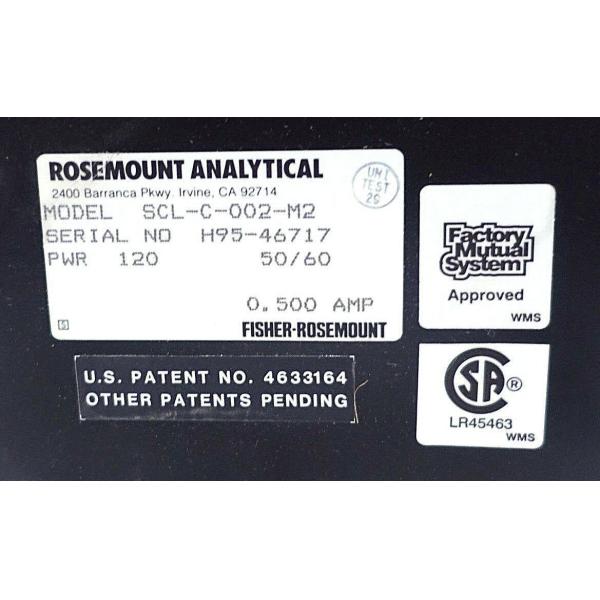 ROSEMOUNT ANALYTICAL
2400 Barranca Pkwy. Irvine, CA 92714
MODEL SCL-C-002-M2
SERIAL NO H95-46717
PWR 120 50/60
0.500 AMP
FISHER-ROSEMOUNT
TEST
U.S. PATENT NO. 4633164
OTHER PATENTS PENDING
Factory
Mutual
System
Approved
WMS
CSA ®
LR45463
WMS